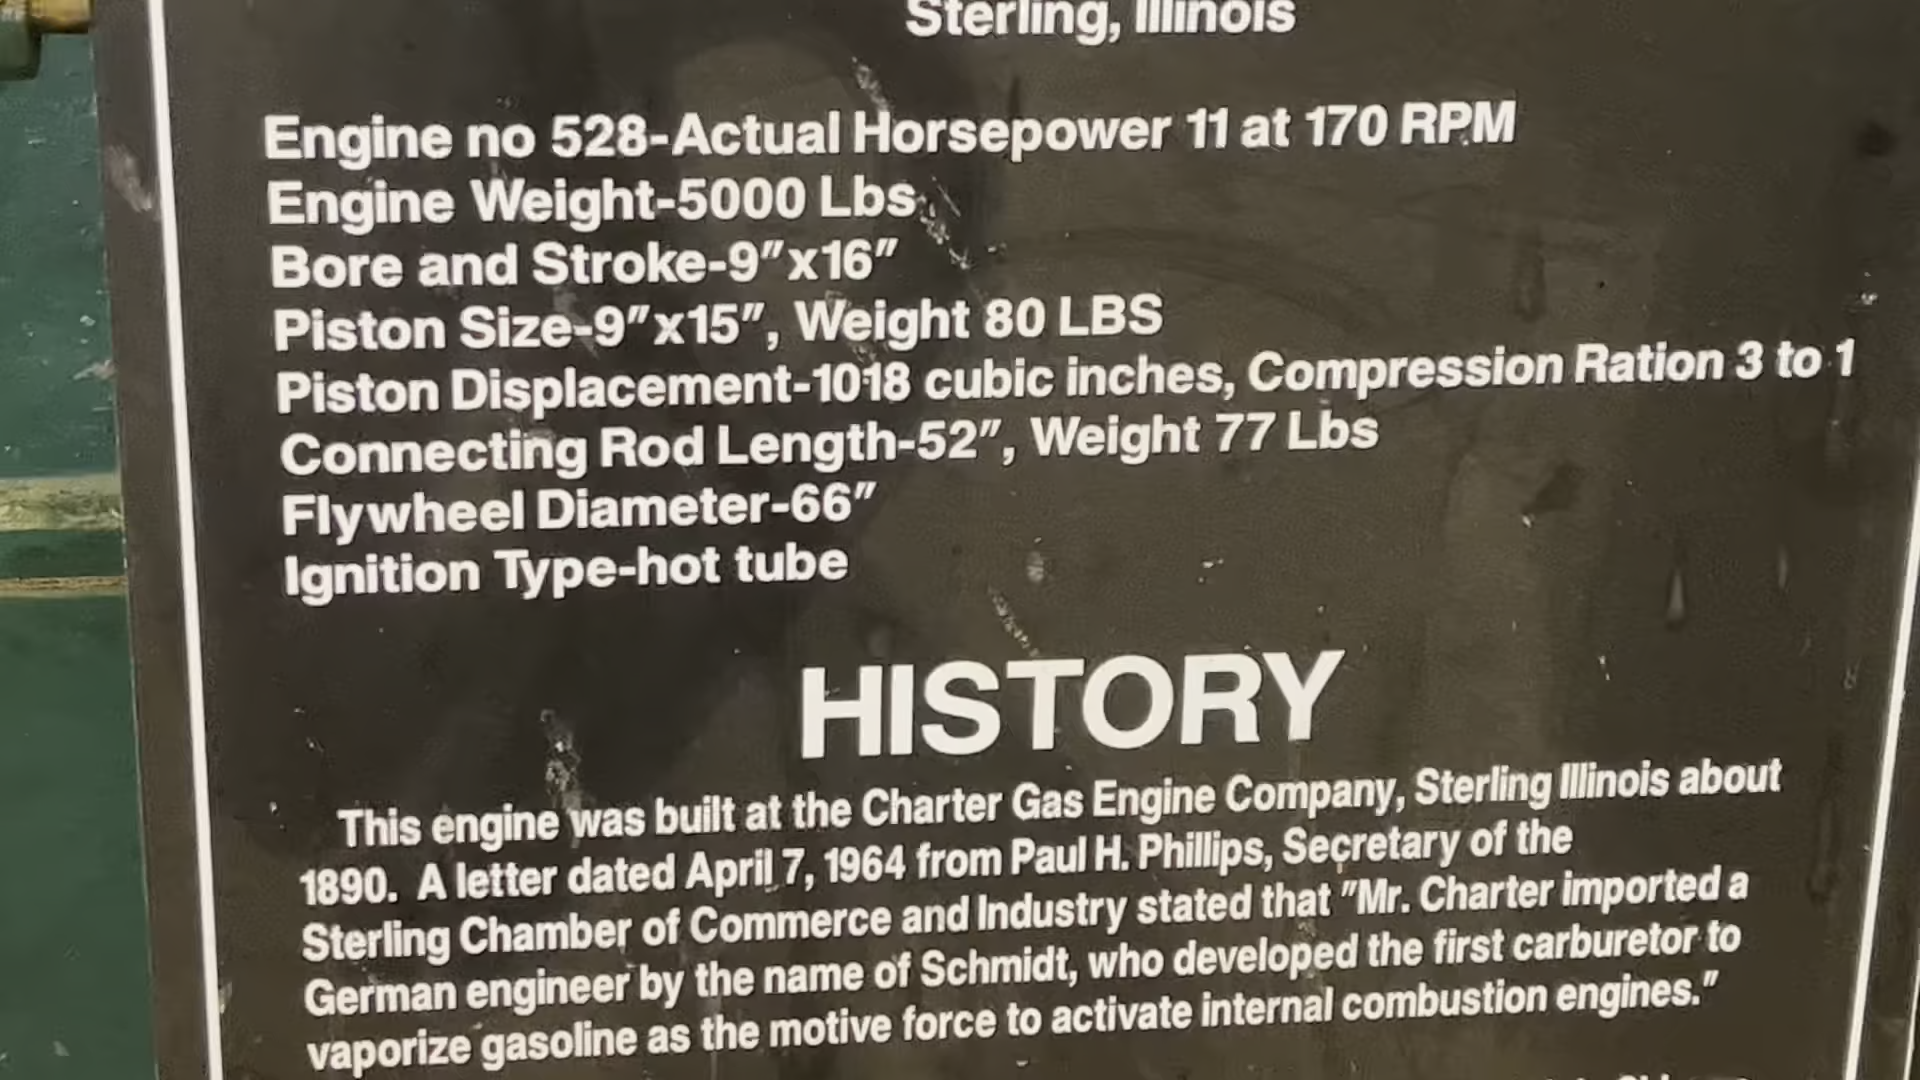 Sterling, Illinois
Engine no 528-Actual Horsepower 11 at 170 RPM
Engine Weight-5000 Lbs
Bore and Stroke-9"x16"
Piston Size-9"x15", Weight 80 LBS
Piston Displacement-1018 cubic inches, Compression Ration 3 to 1
Connecting Rod Length-52", Weight 77 Lbs
Flywheel Diameter-66"
Ignition Type-hot tube
HISTORY
This engine was built at the Charter Gas Engine Company, Sterling Illinois about
1890. A letter dated April 7, 1964 from Paul H. Phillips, Secretary of the
Sterling Chamber of Commerce and Industry stated that "Mr. Charter imported a
German engineer by the name of Schmidt, who developed the first carburetor to
vaporize gasoline as the motive force to activate internal combustion engines."